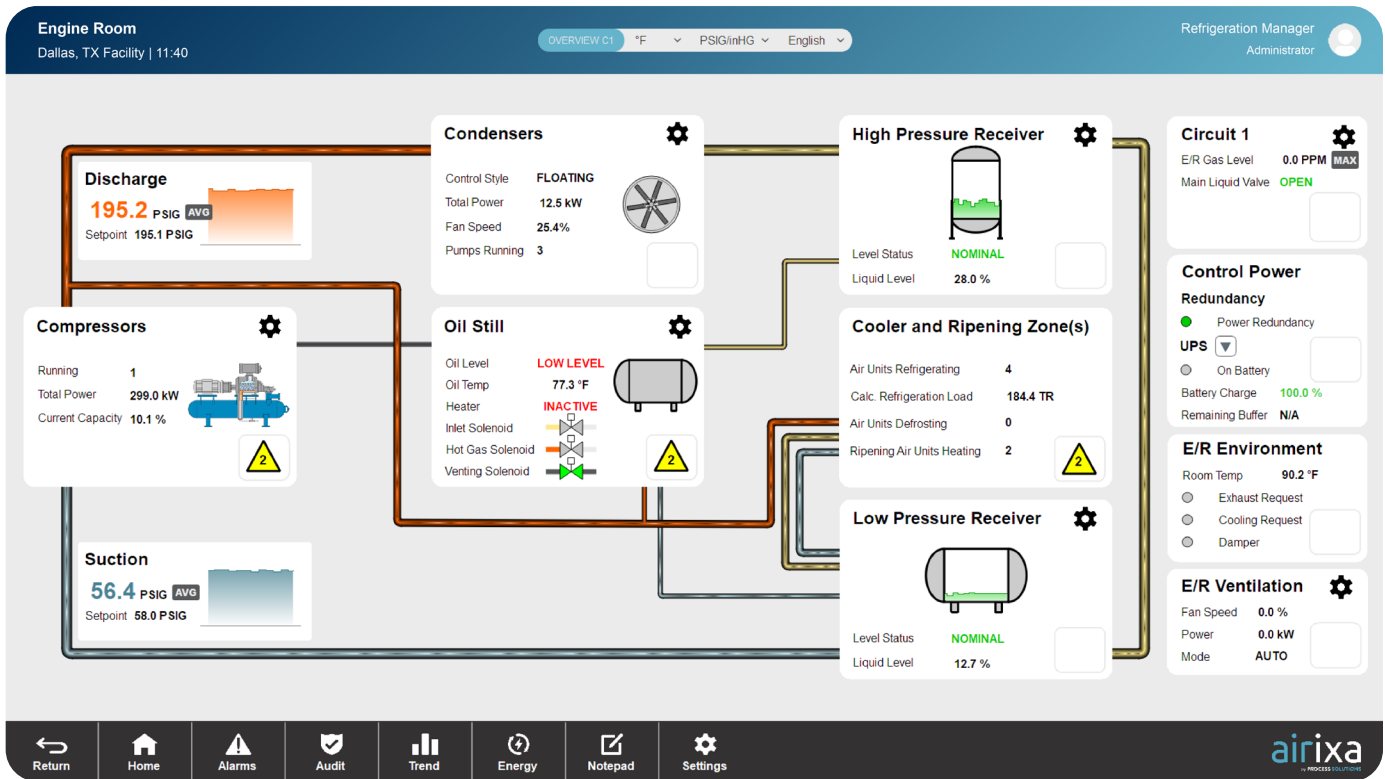 Engine Room
Dallas, TX Facility | 11:40
OVERVIEW C1 °F PSIG/inHG English
Refrigeration Manager
Administrator
Discharge
195.2 PSIG AVG
Setpoint 195.1 PSIG
Condensers
Control Style FLOATING
Total Power 12.5 kW
Fan Speed 25.4%
Pumps Running 3
High Pressure Receiver
Level Status NOMINAL
Liquid Level 28.0 %
Circuit 1
E/R Gas Level 0.0 PPM MAX
Main Liquid Valve OPEN
Control Power
Redundancy
Power Redundancy
UPS
On Battery
Battery Charge 100.0 %
Remaining Buffer N/A
Compressors
Running 1
Total Power 299.0 kW
Current Capacity 10.1 %
2
Oil Still
Oil Level LOW LEVEL
Oil Temp 77.3 °F
Heater INACTIVE
Inlet Solenoid
Hot Gas Solenoid
Venting Solenoid
2
Cooler and Ripening Zone(s)
Air Units Refrigerating 4
Calc. Refrigeration Load 184.4 TR
Air Units Defrosting 0
Ripening Air Units Heating 2
2
E/R Environment
Room Temp 90.2 °F
Exhaust Request
Cooling Request
Damper
Suction
56.4 PSIG AVG
Setpoint 58.0 PSIG
Low Pressure Receiver
Level Status NOMINAL
Liquid Level 12.7 %
E/R Ventilation
Fan Speed 0.0 %
Power 0.0 kW
Mode AUTO
Return
Home
Alarms
Audit
Trend
Energy
Notepad
Settings
airixa
by PROCESS SOLUTIONS